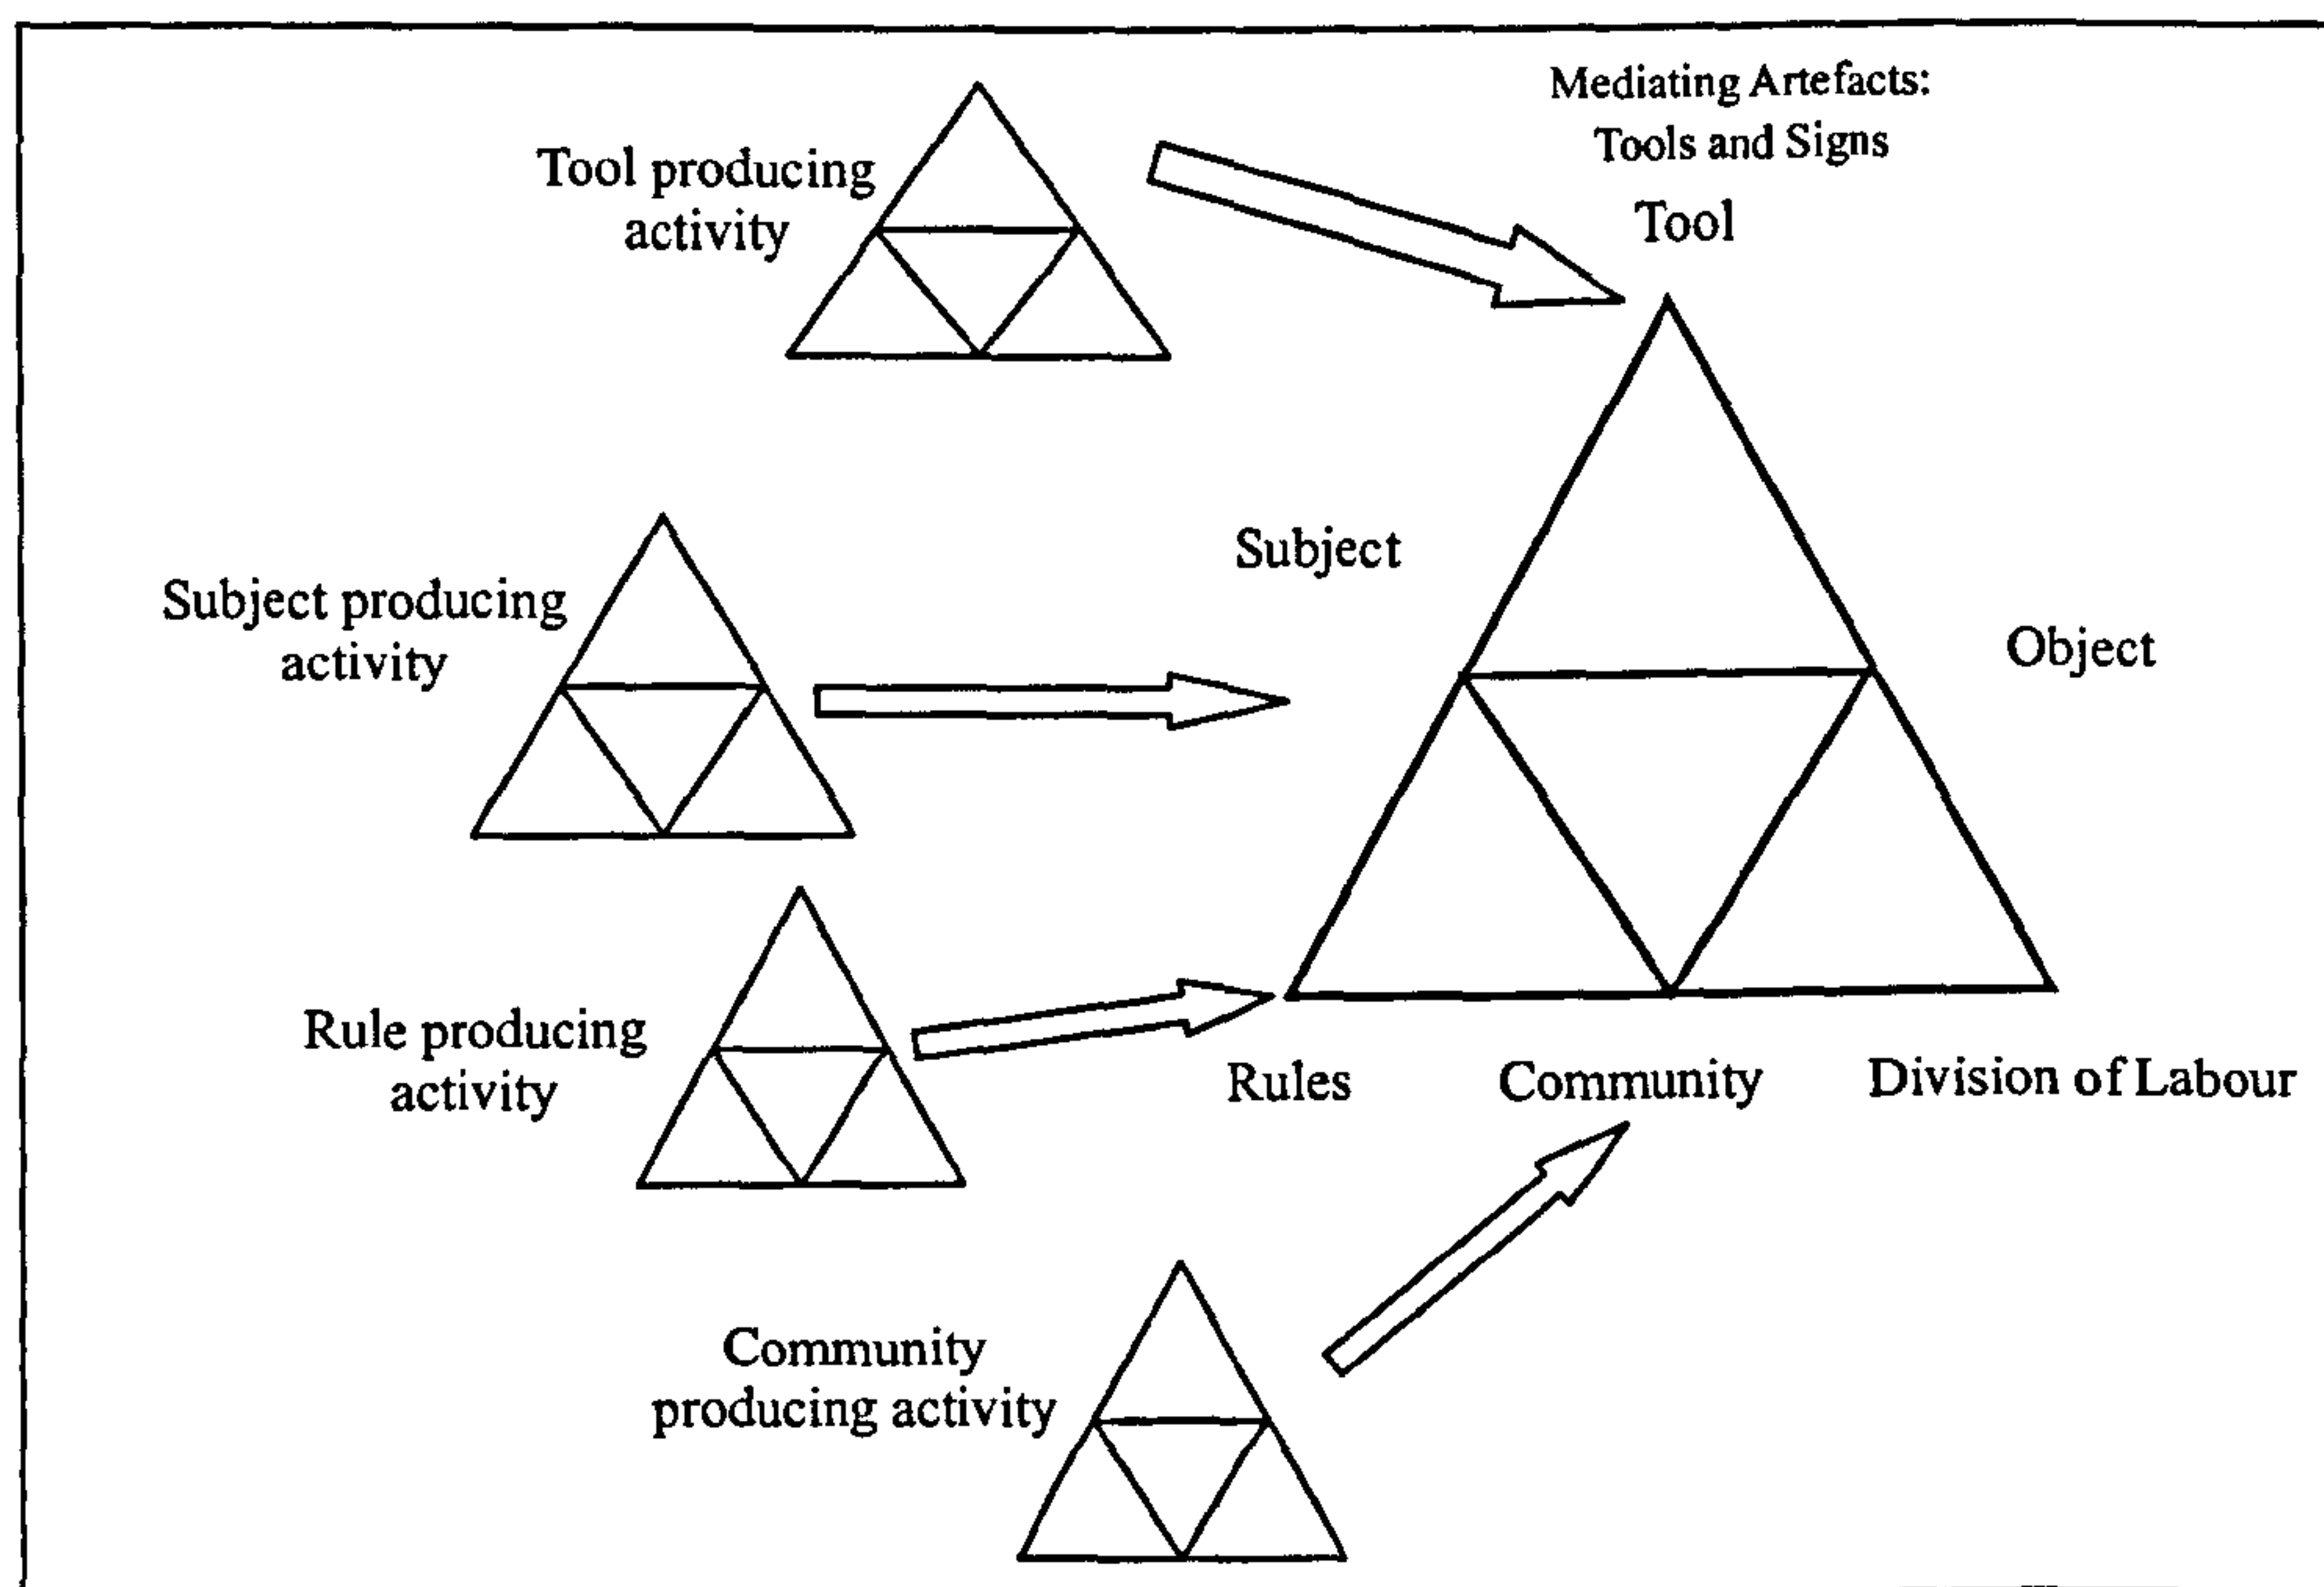 Mediating Artefacts:
Tools and Signs
Tool
Tool producing
activity
Subject
Subject producing
activity
Object
Rule producing
activity
Rules
Community
Division of Labour
Community
producing activity